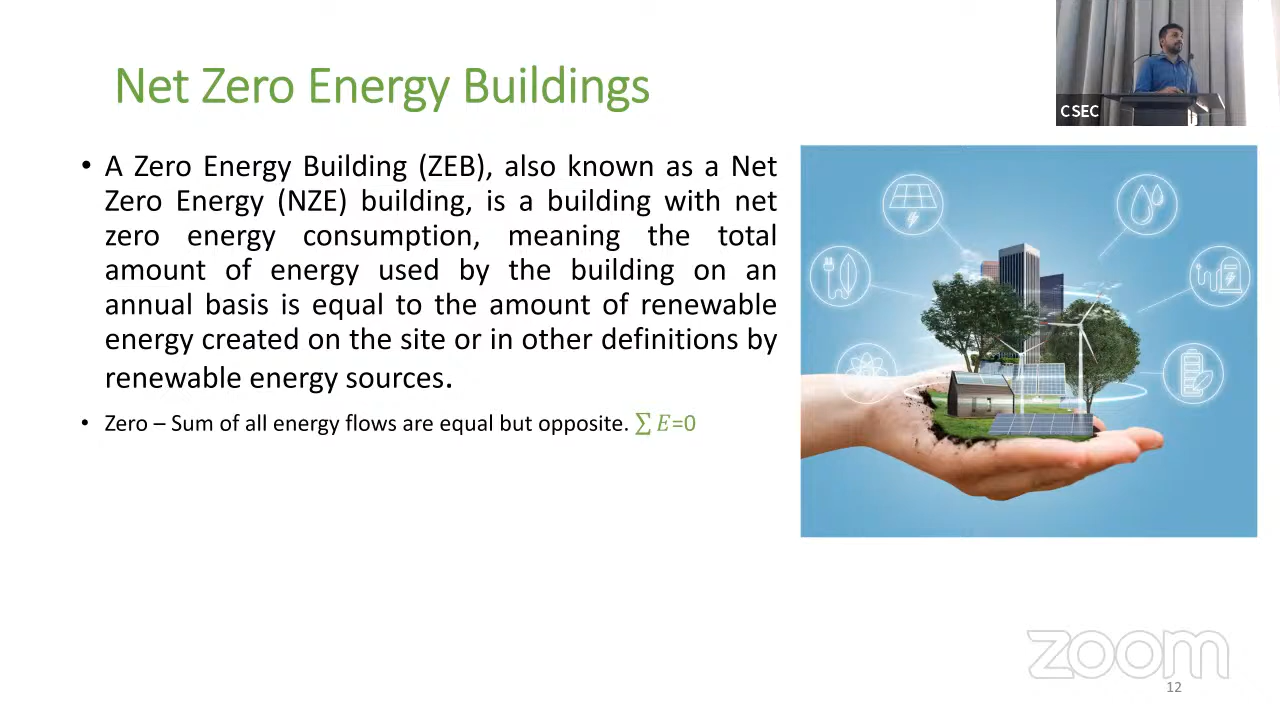 Net Zero Energy Buildings
CSEC
• A Zero Energy Building (ZEB), also known as a Net
Zero Energy (NZE) building, is a building with net
zero energy consumption, meaning the total
amount of energy used by the building on an
annual basis is equal to the amount of renewable
energy created on the site or in other definitions by
renewable energy sources.
• Zero – Sum of all energy flows are equal but opposite. ∑ 𝐸=0
zoom
12